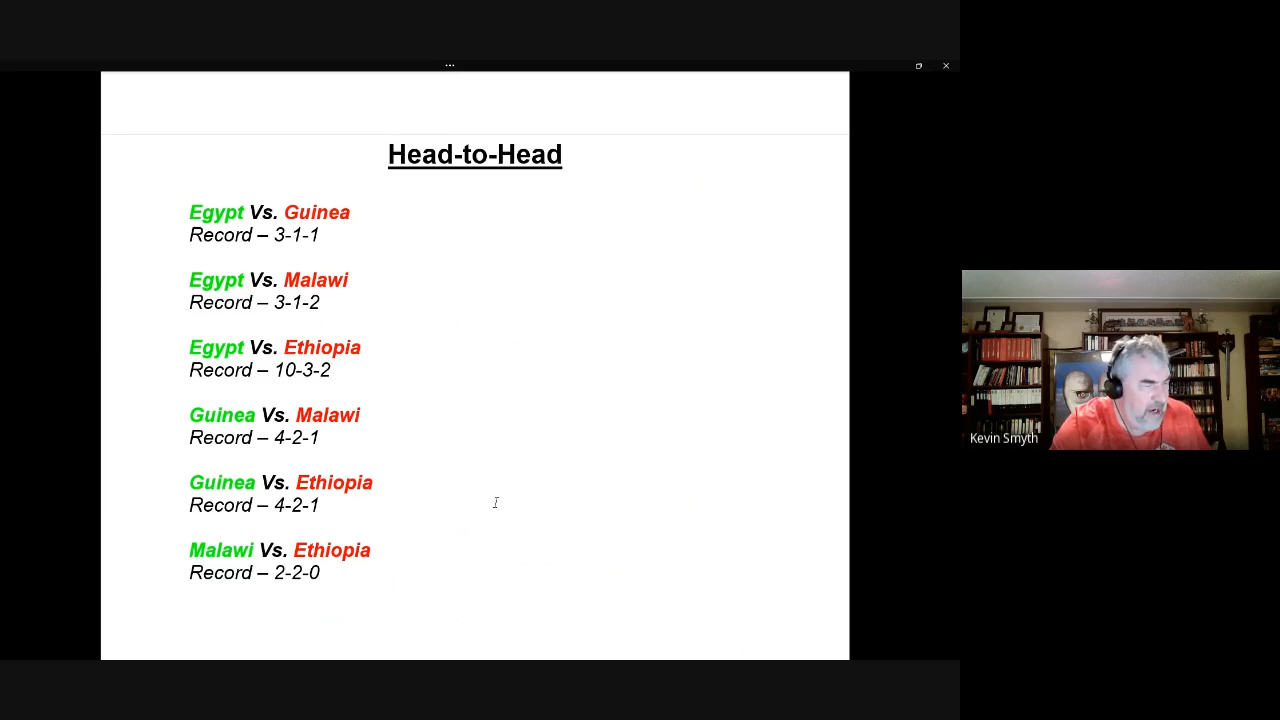 Head-to-Head
Egypt Vs. Guinea
Record – 3-1-1
Egypt Vs. Malawi
Record – 3-1-2
Egypt Vs. Ethiopia
Record – 10-3-2
Guinea Vs. Malawi
Record – 4-2-1
Guinea Vs. Ethiopia
Record – 4-2-1
Malawi Vs. Ethiopia
Record – 2-2-0
Kevin Smyth